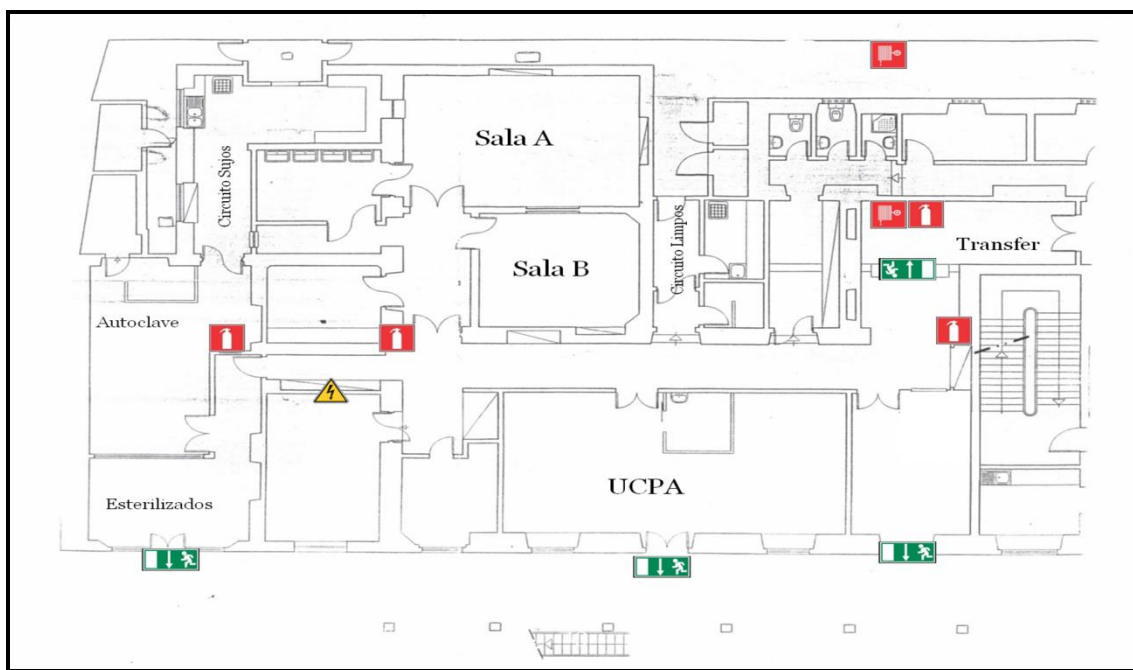 Sala A
Circuito Sujos
Sala B
Circuito Limpos
Transfer
Autoclave
UCPA
Esterilizados